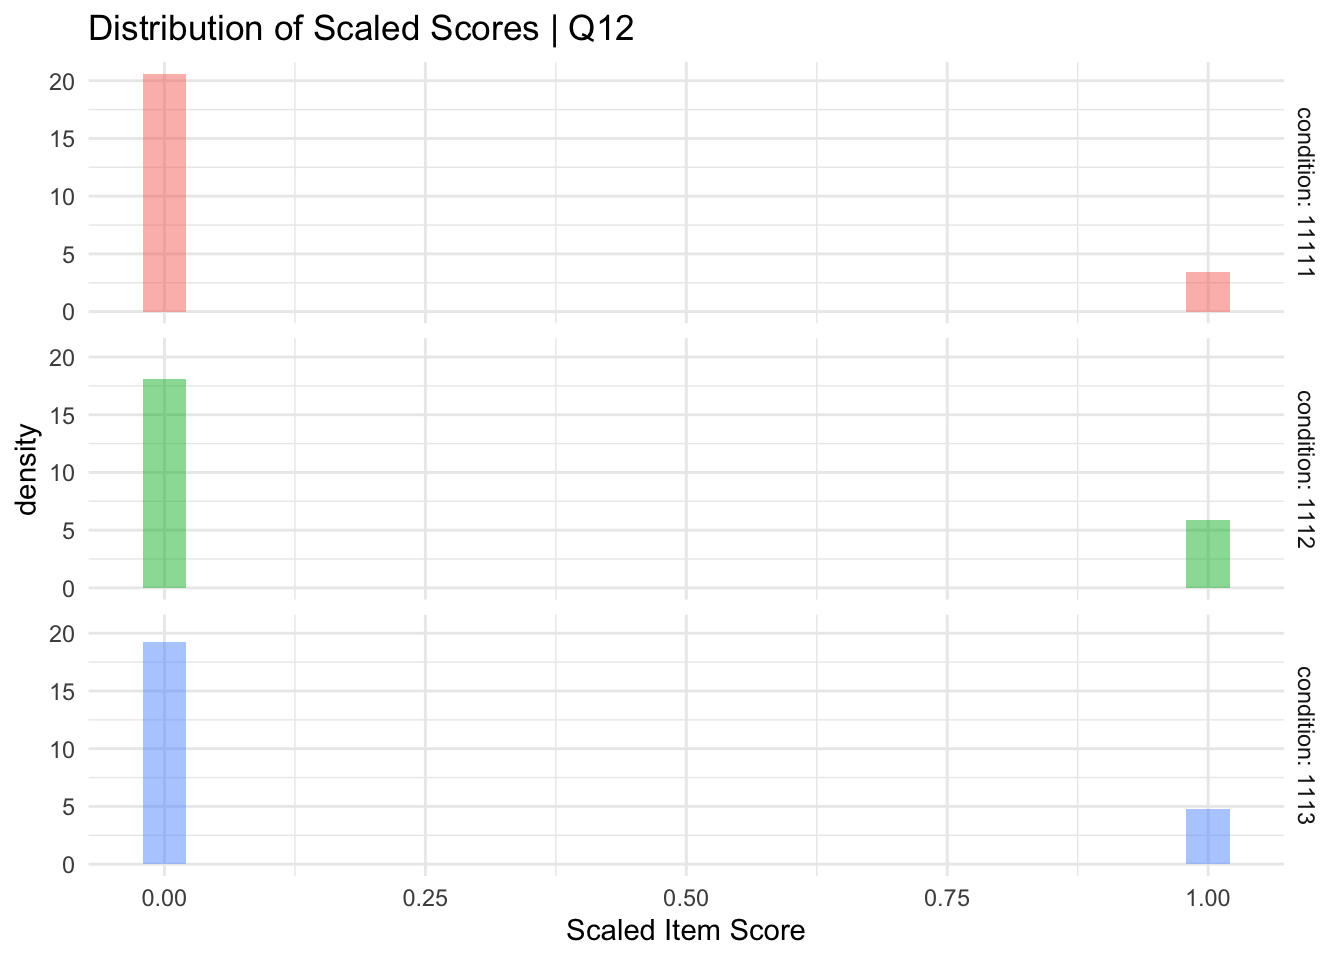 Distribution of Scaled Scores | Q12
20
15
10
5
0
condition: 11111
20
15
10
5
0
condition: 1112
20
15
10
5
0
condition: 1113
density
0.00 0.25 0.50 0.75 1.00
Scaled Item Score